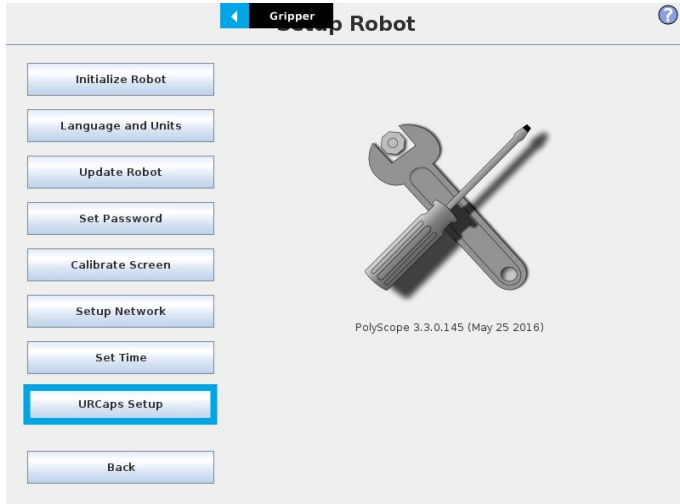 Gripper
Setup Robot
Initialize Robot
Language and Units
Update Robot
Set Password
Calibrate Screen
Setup Network
PolyScope 3.3.0.145 (May 25 2016)
Set Time
URCaps Setup
Back
?